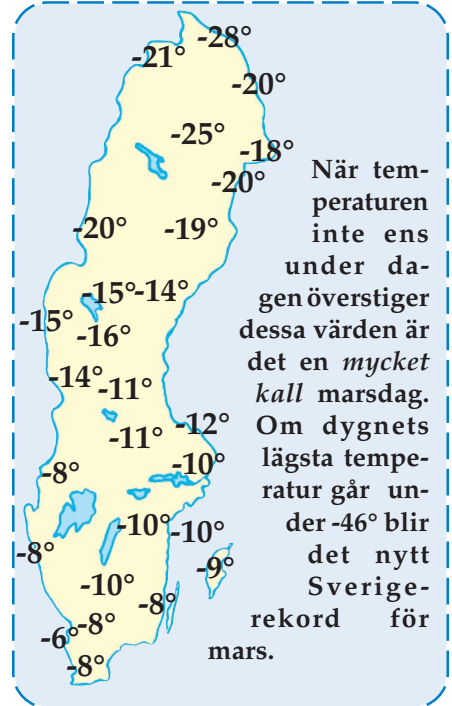 -28°
-21°
-20°
-25°
-18°
-20°
-20° -19°
-15° -14°
-15°
-16°
-14°
-11°
-12°
-11°
-10°
-8°
-10° -10°
-8°
-9°
-10°
-8°
-8°
-6°
-8°
När tem-
peraturen
inte ens
under da-
gen överstiger
dessa värden är
det en mycket
kall marsdag.
Om dygnets
lägsta tempe-
ratur går un-
der -46° blir
det nytt
Sverige-
rekord för
mars.